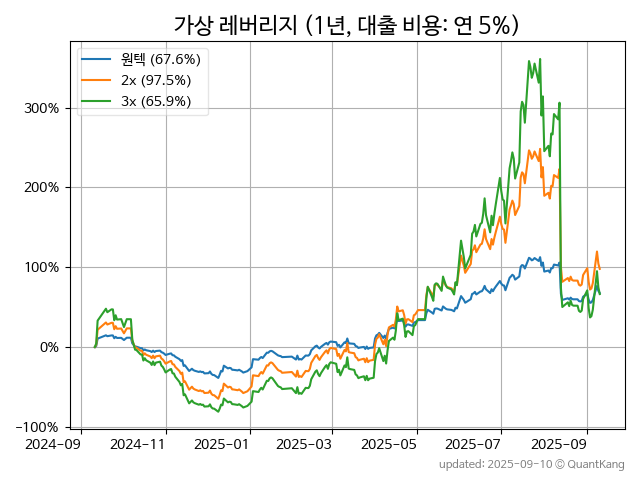 가상 레버리지 (1년, 대출 비용: 연 5%)
원텍 (67.6%)
2x (97.5%)
3x (65.9%)
300%
200%
100%
0%
−100%
2024-09
2024-11
2025-01
2025-03
2025-05
2025-07
2025-09
updated: 2025-09-10 © QuantKang